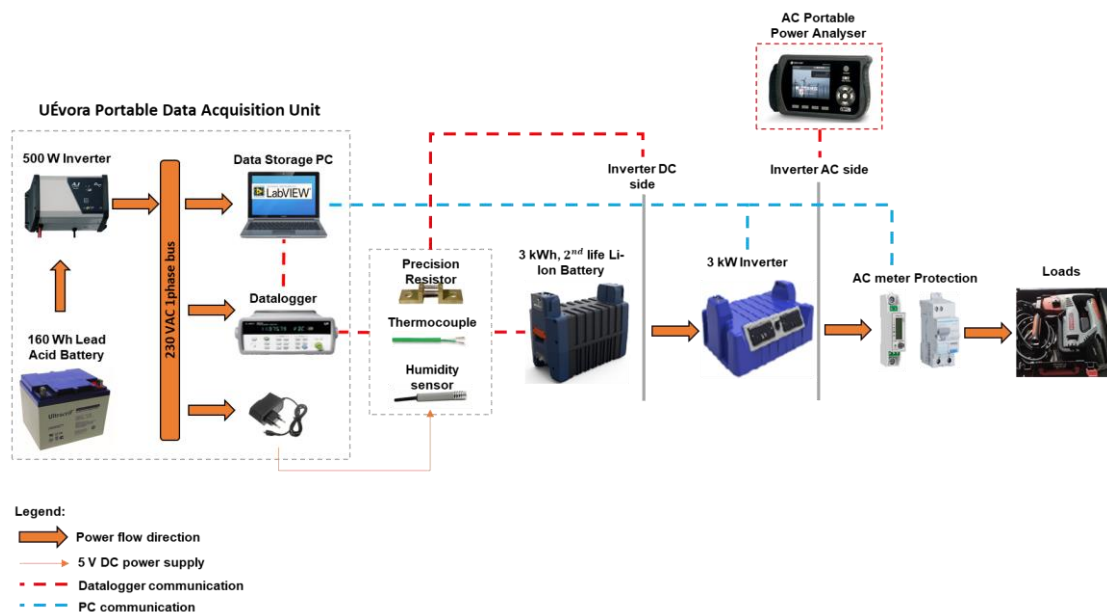 AC Portable
Power Analyser
UÉvora Portable Data Acquisition Unit
500 W Inverter
Data Storage PC
LabVIEW
Inverter DC
side
Inverter AC side
230 VAC 1phase bus
Precision
Resistor
3 kWh, 2nd life Li-
Ion Battery
3 kW Inverter
AC meter Protection
Loads
Datalogger
Thermocouple
160 Wh Lead
Acid Battery
Humidity
sensor
Ultracell
Legend:
Power flow direction
5 V DC power supply
Datalogger communication
PC communication